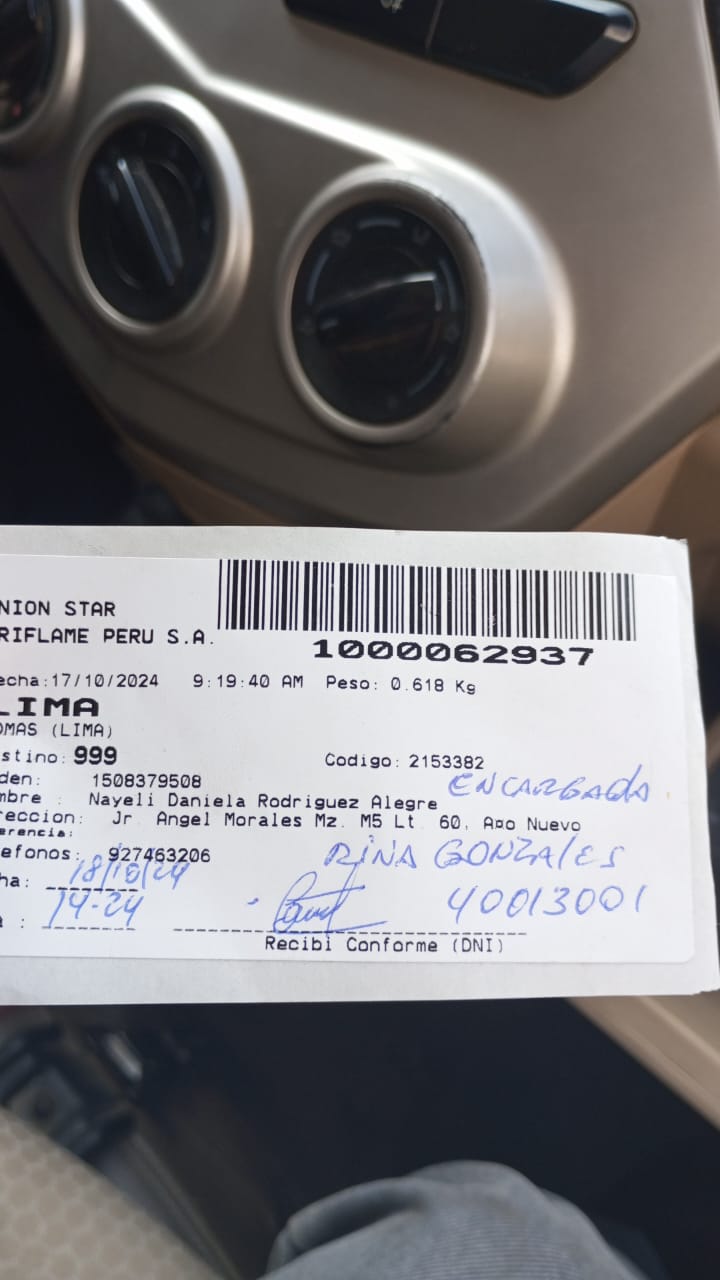 NION STAR
RIFLAME PERU S.A.
1000062937
echa:17/10/2024 9:19:40 AM Peso: 0.618 Kg
LIMA
OMAS (LIMA)
stino: 999 Codigo: 2153382
den: 1508379508
ENCARGADA
mbre : Nayeli Daniela Rodriguez Alegre
reccion: Jr. Angel Morales Mz. M5 Lt. 60, Apo Nuevo
erencia:
efonos: 927463206
RINA GONZALES
ha: 18/10/24
a : 14-24
40013001
Recibi Conforme (DNI)